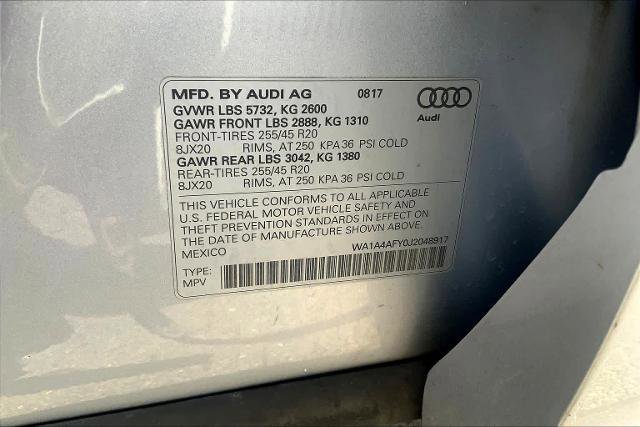 MFD. BY AUDI AG 0817
Audi
GVWR LBS 5732, KG 2600
GAWR FRONT LBS 2888, KG 1310
FRONT-TIRES 255/45 R20
8JX20 RIMS, AT 250 KPA 36 PSI COLD
GAWR REAR LBS 3042, KG 1380
REAR-TIRES 255/45 R20
8JX20 RIMS, AT 250 KPA 36 PSI COLD
THIS VEHICLE CONFORMS TO ALL APPLICABLE
U.S. FEDERAL MOTOR VEHICLE SAFETY AND
THEFT PREVENTION STANDARDS IN EFFECT ON
THE DATE OF MANUFACTURE SHOWN ABOVE.
MEXICO WA1A4AFY0J2048917
TYPE:
MPV